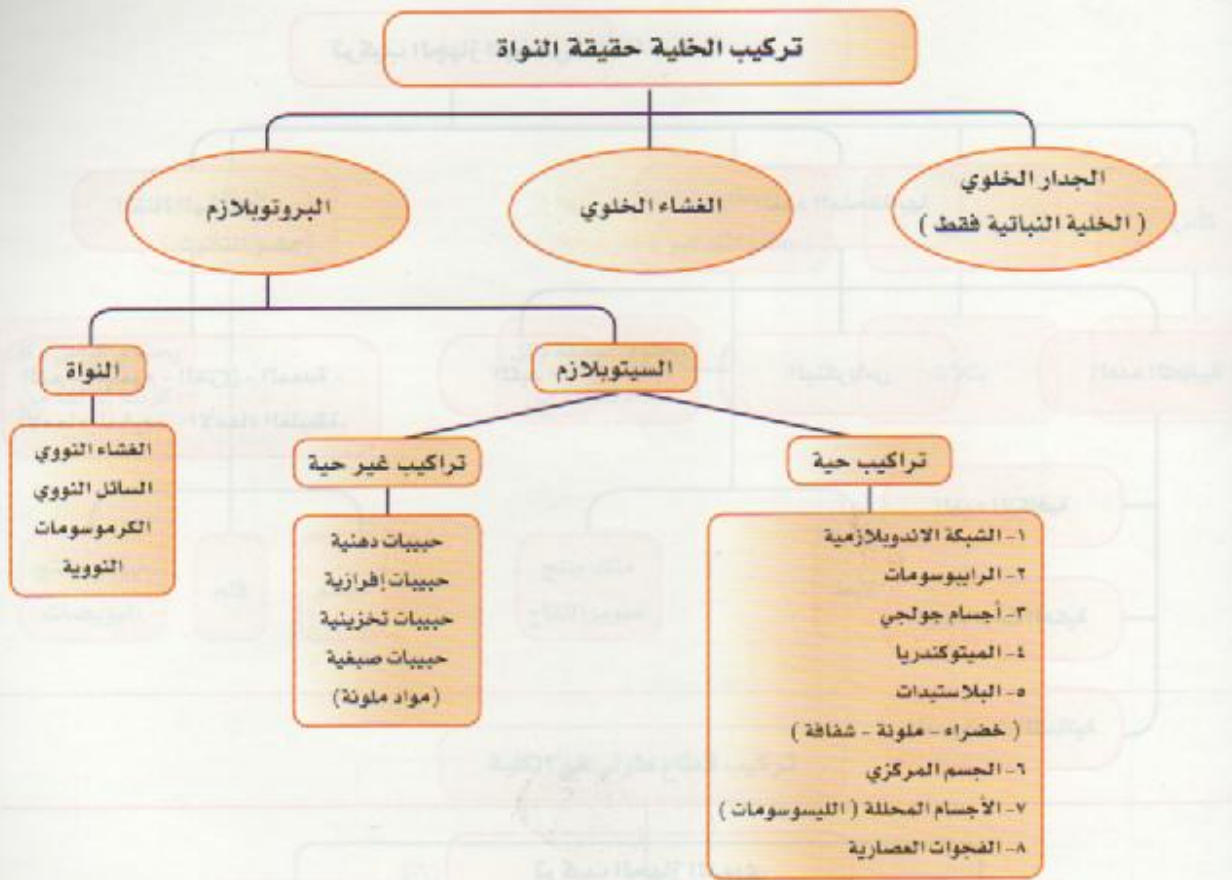 تركيب الخلية حقيقة النواة
الجدار الخلوي
( الخلية النباتية فقط )
الغشاء الخلوي
البروتوبلازم
السيتوبلازم
النواة
الغشاء النووي
السائل النووي
الكرموسومات
النووية
تراكيب حية
١- الشبكة الاندوبلازمية
٢- الرايبوسومات
٣- أجسام جولجي
٤- الميتوكندريا
٥- البلاستيدات
( خضراء - ملونة - شفافة )
٦- الجسم المركزي
٧- الأجسام المحللة ( الليسوسومات )
٨- الفجوات العصارية
تراكيب غير حية
حبيبات دهنية
حبيبات إفرازية
حبيبات تخزينية
حبيبات صبغية
(مواد ملونة)